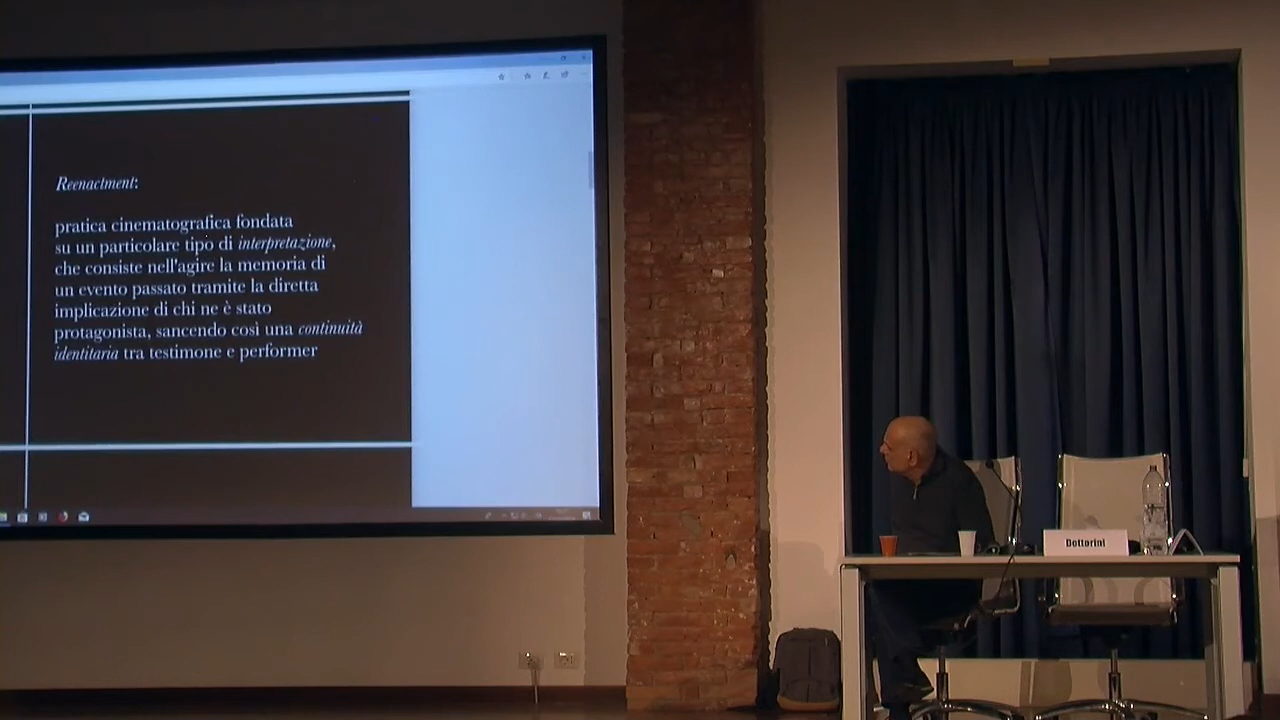 Reenactment:
pratica cinematografica fondata
su un particolare tipo di interpretazione,
che consiste nell'agire la memoria di
un evento passato tramite la diretta
implicazione di chi ne è stato
protagonista, sancendo così una continuità
identitaria tra testimone e performer
Dottorini